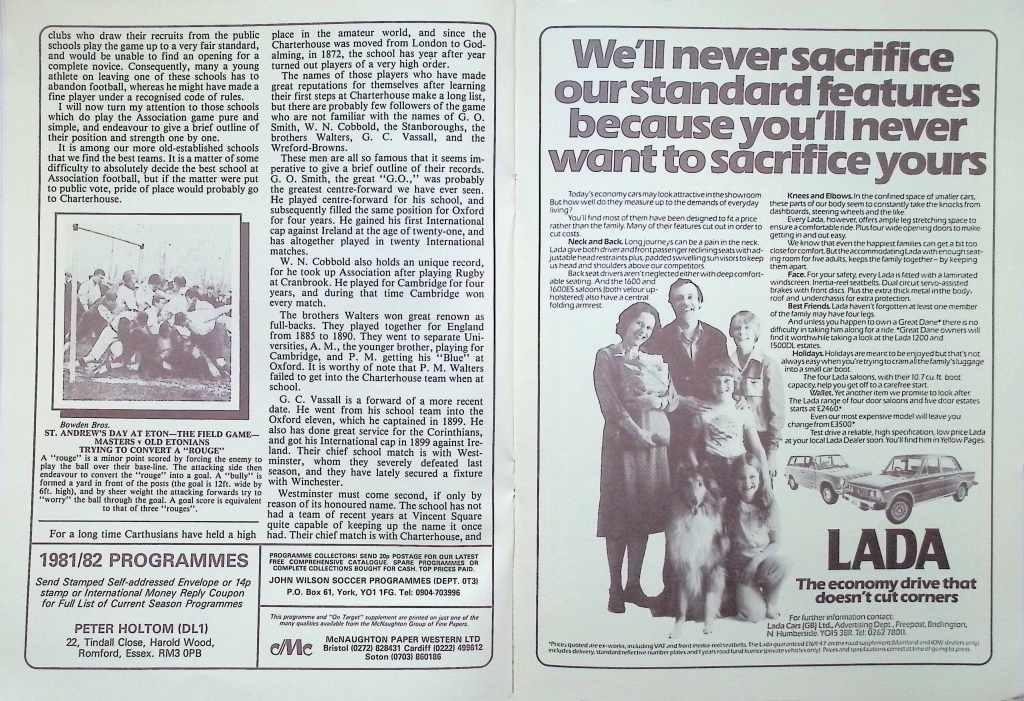 clubs who draw their recruits from the public
schools play the game up to a very fair standard,
and would be unable to find an opening for a
complete novice. Consequently, many a young
athlete on leaving one of these schools has to
abandon football, whereas he might have made a
fine player under a recognised code of rules.
I will now turn my attention to those schools
which do play the Association game pure and
simple, and endeavour to give a brief outline of
their position and strength one by one.
It is among our more old-established schools
that we find the best teams. It is a matter of some
difficulty to absolutely decide the best school at
Association football, but if the matter were put
to public vote, pride of place would probably go
to Charterhouse.
Bowden Bros.
ST. ANDREW'S DAY AT ETON—THE FIELD GAME—
MASTERS v OLD ETONIANS
TRYING TO CONVERT A "ROUGE"
A "rouge" is a minor point scored by forcing the enemy to
play the ball over their base-line. The attacking side then
endeavour to convert the "rouge" into a goal. A "bully" is
formed a yard in front of the posts (the goal is 12ft. wide by
6ft. high), and by sheer weight the attacking forwards try to
"worry" the ball through the goal. A goal score is equivalent
to that of three "rouges".
For a long time Carthusians have held a high
place in the amateur world, and since the
Charterhouse was moved from London to God-
alming, in 1872, the school has year after year
turned out players of a very high order.
The names of those players who have made
great reputations for themselves after learning
their first steps at Charterhouse make a long list,
but there are probably few followers of the game
who are not familiar with the names of G. O.
Smith, W. N. Cobbold, the Stanboroughs, the
brothers Walters, G. C. Vassall, and the
Wreford-Browns.
These men are all so famous that it seems im-
perative to give a brief outline of their records.
G. O. Smith, the great "G.O.," was probably
the greatest centre-forward we have ever seen.
He played centre-forward for his school, and
subsequently filled the same position for Oxford
for four years. He gained his first International
cap against Ireland at the age of twenty-one, and
has altogether played in twenty International
matches.
W. N. Cobbold also holds an unique record,
for he took up Association after playing Rugby
at Cranbrook. He played for Cambridge for four
years, and during that time Cambridge won
every match.
The brothers Walters won great renown as
full-backs. They played together for England
from 1885 to 1890. They went to separate Uni-
versities, A. M., the younger brother, playing for
Cambridge, and P. M. getting his "Blue" at
Oxford. It is worthy of note that P. M. Walters
failed to get into the Charterhouse team when at
school.
G. C. Vassall is a forward of a more recent
date. He went from his school team into the
Oxford eleven, which he captained in 1899. He
also has done great service for the Corinthians,
and got his International cap in 1899 against Ire-
land. Their chief school match is with West-
minster, whom they severely defeated last
season, and they have lately secured a fixture
with Winchester.
Westminster must come second, if only by
reason of its honoured name. The school has not
had a team of recent years at Vincent Square
quite capable of keeping up the name it once
had. Their chief match is with Charterhouse, and
1981/82 PROGRAMMES
Send Stamped Self-addressed Envelope or 14p
stamp or International Money Reply Coupon
for Full List of Current Season Programmes
PETER HOLTOM (DL1)
22, Tindall Close, Harold Wood,
Romford, Essex. RM3 0PB
PROGRAMME COLLECTORS! SEND 20p POSTAGE FOR OUR LATEST
FREE COMPREHENSIVE CATALOGUE. SPARE PROGRAMMES OR
COMPLETE COLLECTIONS BOUGHT FOR CASH. TOP PRICES PAID.
JOHN WILSON SOCCER PROGRAMMES (DEPT. OT3)
P.O. Box 61, York, YO1 1FG. Tel: 0904-703996
This programme and "On Target" supplement are printed on just one of the
many qualities available from the McNaughton Group of Fine Papers.
cMc
McNAUGHTON PAPER WESTERN LTD
Bristol (0272) 828431 Cardiff (0222) 499612
Soton (0703) 860186
We'll never sacrifice
our standard features
because you'll never
want to sacrifice yours
Today's economy cars may look attractive in the showroom.
But how well do they measure up to the demands of everyday
living?
You'll find most of them have been designed to fit a price
rather than the family. Many of their features cut out in order to
cut costs.
Neck and Back. Long journeys can be a pain in the neck.
Lada give both driver and front passenger reclining seats with ad-
justable head restraints plus, padded swivelling sun visors to keep
us head and shoulders above our competitors.
Back seat drivers aren't neglected either with deep comfort-
able seating. And the 1600 and
1600ES saloons (both velour up-
holstered) also have a central
folding armrest.
Knees and Elbows. In the confined space of smaller cars,
these parts of our body seem to constantly take the knocks from
dashboards, steering wheels and the like.
Every Lada, however, offers ample leg stretching space to
ensure a comfortable ride. Plus four wide opening doors to make
getting in and out easy.
We know that even the happiest families can get a bit too
close for comfort. But the accommodating Lada with enough seat-
ing room for five adults, keeps the family together – by keeping
them apart.
Face. For your safety, every Lada is fitted with a laminated
windscreen. Inertia-reel seatbelts. Dual circuit servo-assisted
brakes with front discs. Plus the extra thick metal in the body,
roof and underchassis for extra protection.
Best Friends. Lada haven't forgotten at least one member
of the family may have four legs.
And unless you happen to own a Great Dane* there is no
difficulty in taking him along for a ride. *Great Dane owners will
find it worthwhile taking a look at the Lada 1200 and
1500DL estates.
Holidays. Holidays are meant to be enjoyed but that's not
always easy when you're trying to cram all the family's luggage
into a small car boot.
The four Lada saloons, with their 10.7 cu. ft. boot
capacity, help you get off to a carefree start.
Wallet. Yet another item we promise to look after.
The Lada range of four door saloons and five door estates
starts at £2460*
Even our most expensive model will leave you
change from £3500*
Test drive a reliable, high specification, low price Lada
at your local Lada Dealer soon. You'll find him in Yellow Pages.
LADA
The economy drive that
doesn't cut corners
For further information contact:
Lada Cars (GB) Ltd., Advertising Dept., Freepost, Bridlington,
N. Humberside. YO15 3BR. Tel: 0262 78011.
*Prices quoted are ex-works, including VAT and front inertia-reel seatbelts. The Lada guaranteed
includes delivery, standard reflective number plates and 1 years road fund licence (private vehicles only). Prices and specifications correct at time of going to press.